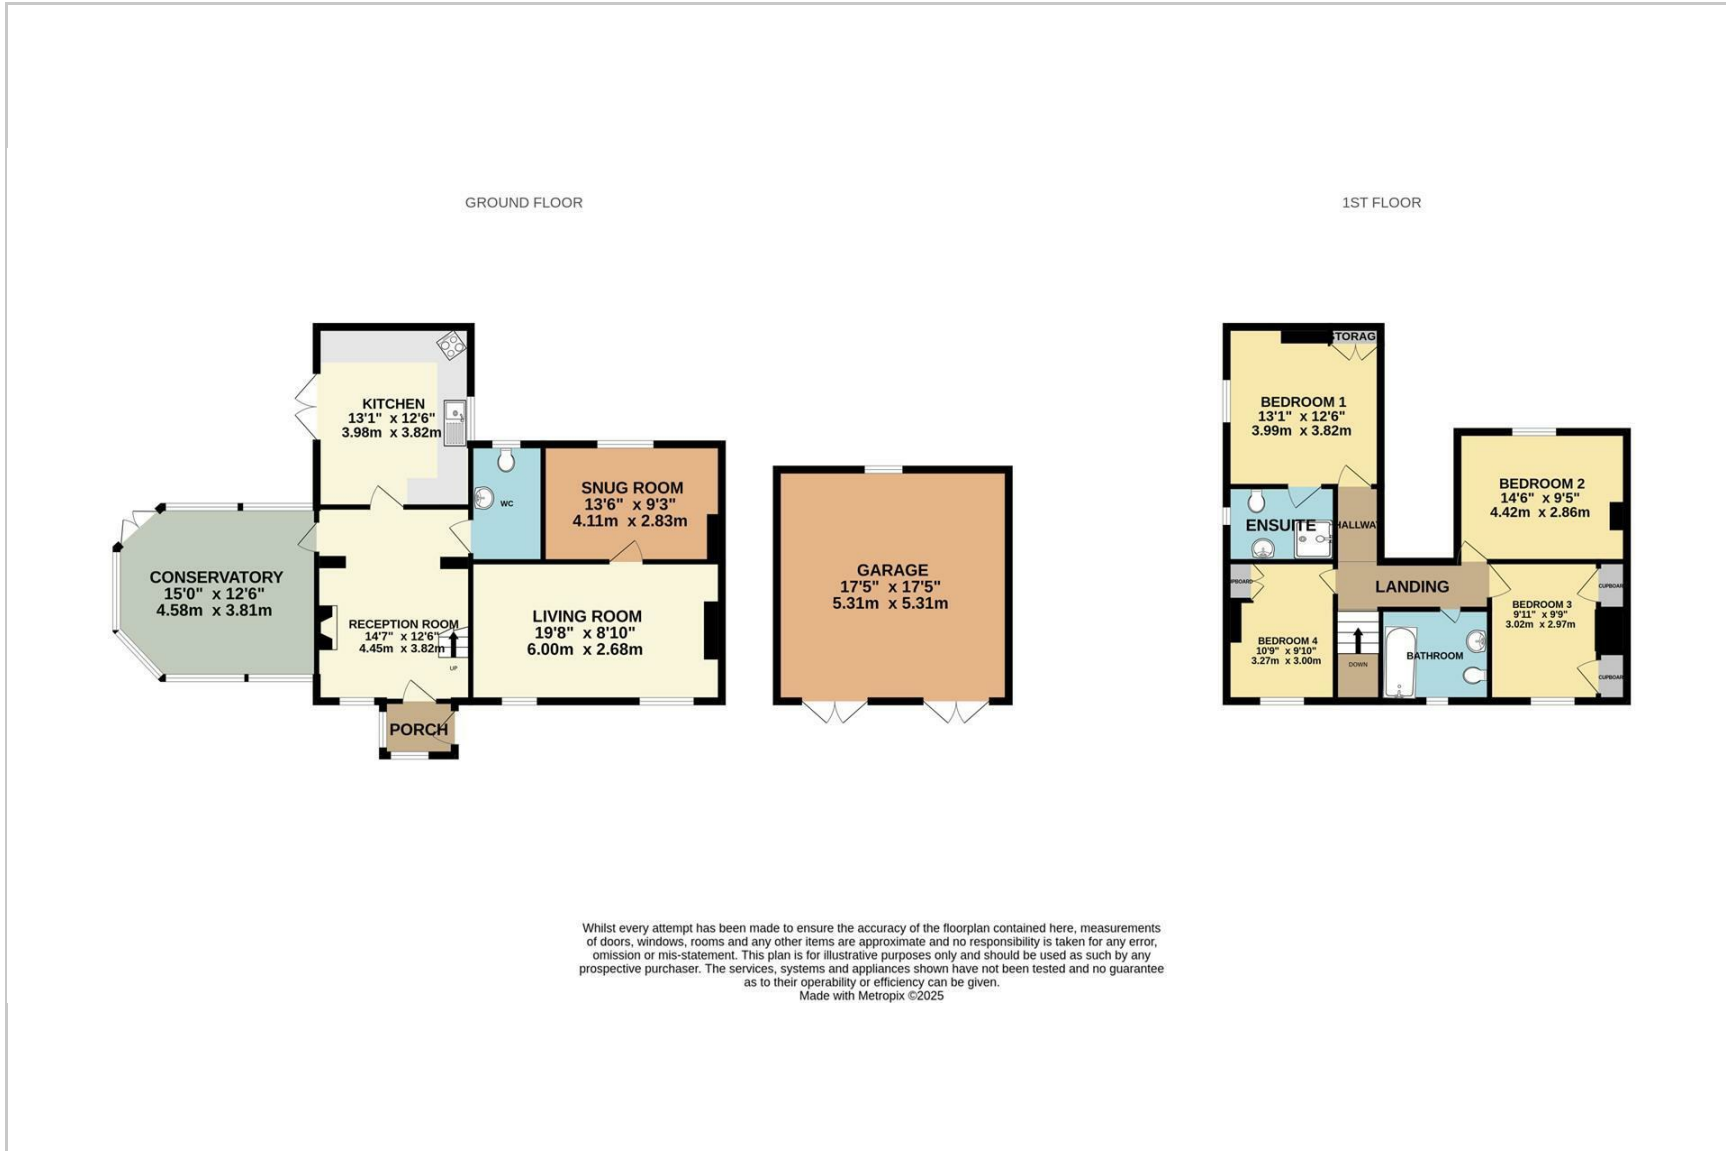 GROUND FLOOR
1ST FLOOR
KITCHEN
13'1" x 12'6"
3.98m x 3.82m
WC
SNUG ROOM
13'6" x 9'3"
4.11m x 2.83m
CONSERVATORY
15'0" x 12'6"
4.58m x 3.81m
RECEPTION ROOM
14'7" x 12'6"
4.45m x 3.82m
UP
LIVING ROOM
19'8" x 8'10"
6.00m x 2.68m
PORCH
GARAGE
17'5" x 17'5"
5.31m x 5.31m
STORAG
BEDROOM 1
13'1" x 12'6"
3.99m x 3.82m
BEDROOM 2
14'6" x 9'5"
4.42m x 2.86m
ENSUITE
HALLWA
LANDING
UPBOARD
CUPBOAR
BEDROOM 3
9'11" x 9'9"
3.02m x 2.97m
BEDROOM 4
10'9" x 9'10"
3.27m x 3.00m
DOWN
BATHROOM
CUPBOAR
Whilst every attempt has been made to ensure the accuracy of the floorplan contained here, measurements
of doors, windows, rooms and any other items are approximate and no responsibility is taken for any error,
omission or mis-statement. This plan is for illustrative purposes only and should be used as such by any
prospective purchaser. The services, systems and appliances shown have not been tested and no guarantee
as to their operability or efficiency can be given.
Made with Metropix ©2025